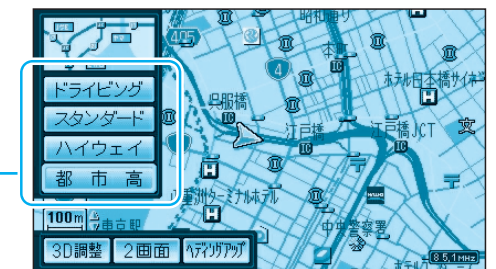 昭和通り
405
4
本町
IC
ホテル日本橋サイボー
H
ドライビング
スタンダード
ハイウェイ
都市高
呉服橋
IC
江戸橋
IC
江戸橋JCT
IC
文
H
八重洲ターミナルホテル
H
100m
東京駅
中央警察署
85.1MHz
3D調整
2画面
ヘディングアップ